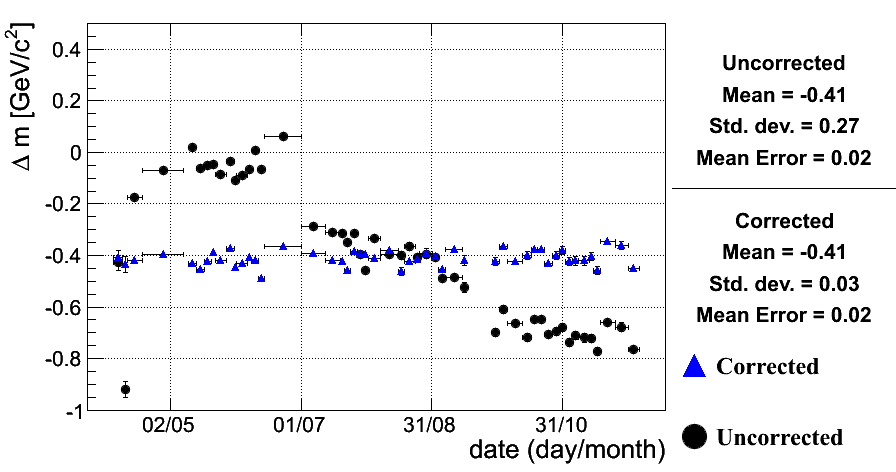 Δ m [GeV/c²]
0.4
0.2
0
-0.2
-0.4
-0.6
-0.8
-1
02/05
01/07
31/08
31/10
date (day/month)
Uncorrected
Mean = -0.41
Std. dev. = 0.27
Mean Error = 0.02
Corrected
Mean = -0.41
Std. dev. = 0.03
Mean Error = 0.02
Corrected
Uncorrected